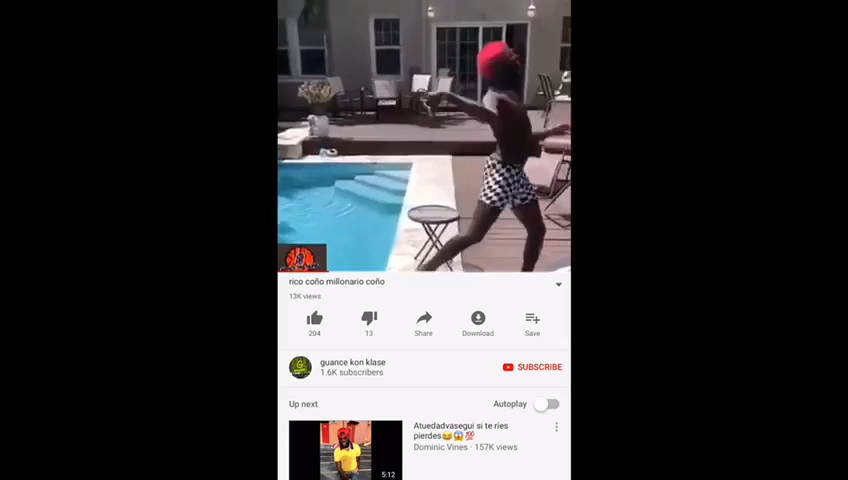 rico coño millonario coño
13K views
204
13
Share
Download
Save
guance kon klase
1.6K subscribers
SUBSCRIBE
Up next
Autoplay
Atuedadvasegui si te ríes
pierdes😂😱💯
Dominic Vines · 157K views
5:12